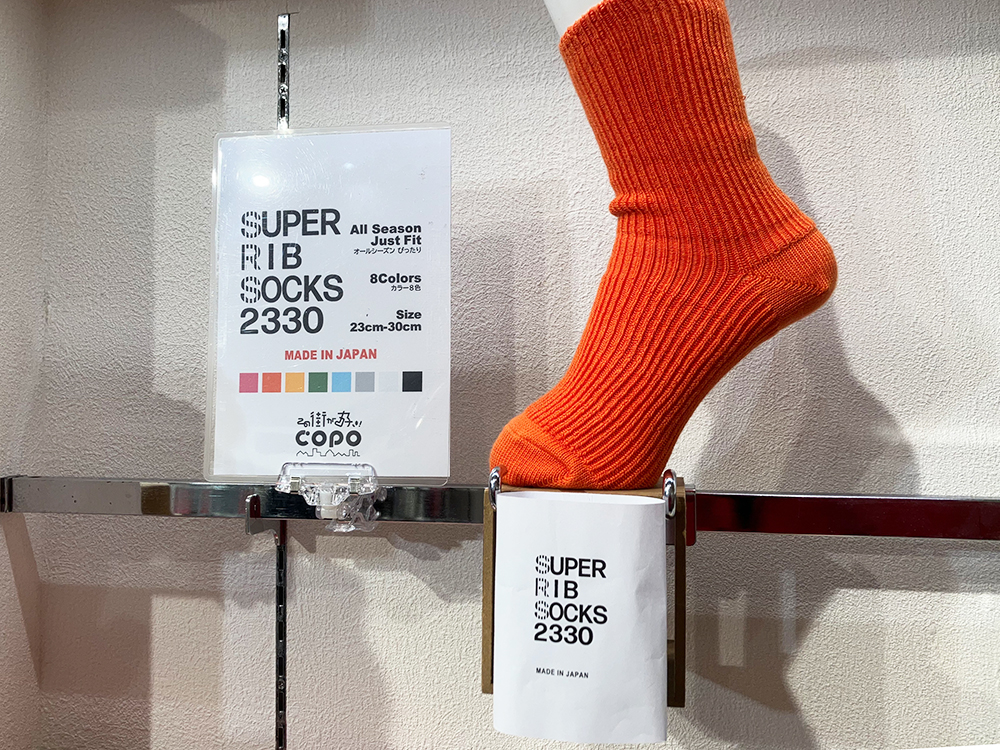 SUPER
RIB
SOCKS
2330
All Season
Just Fit
オールシーズン ぴったり
8Colors
カラー8色
Size
23cm-30cm
MADE IN JAPAN
この街が好き!
COPO
SUPER
RIB
SOCKS
2330
MADE IN JAPAN